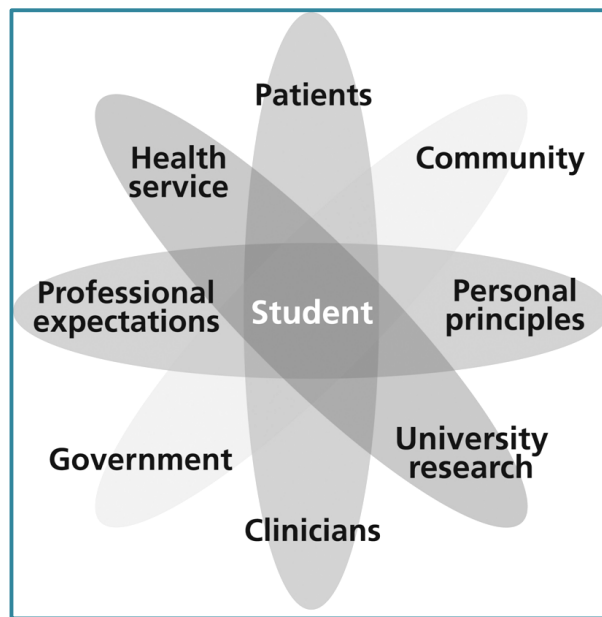 Patients
Health
service
Community
Professional
expectations
Student
Personal
principles
Government
University
research
Clinicians